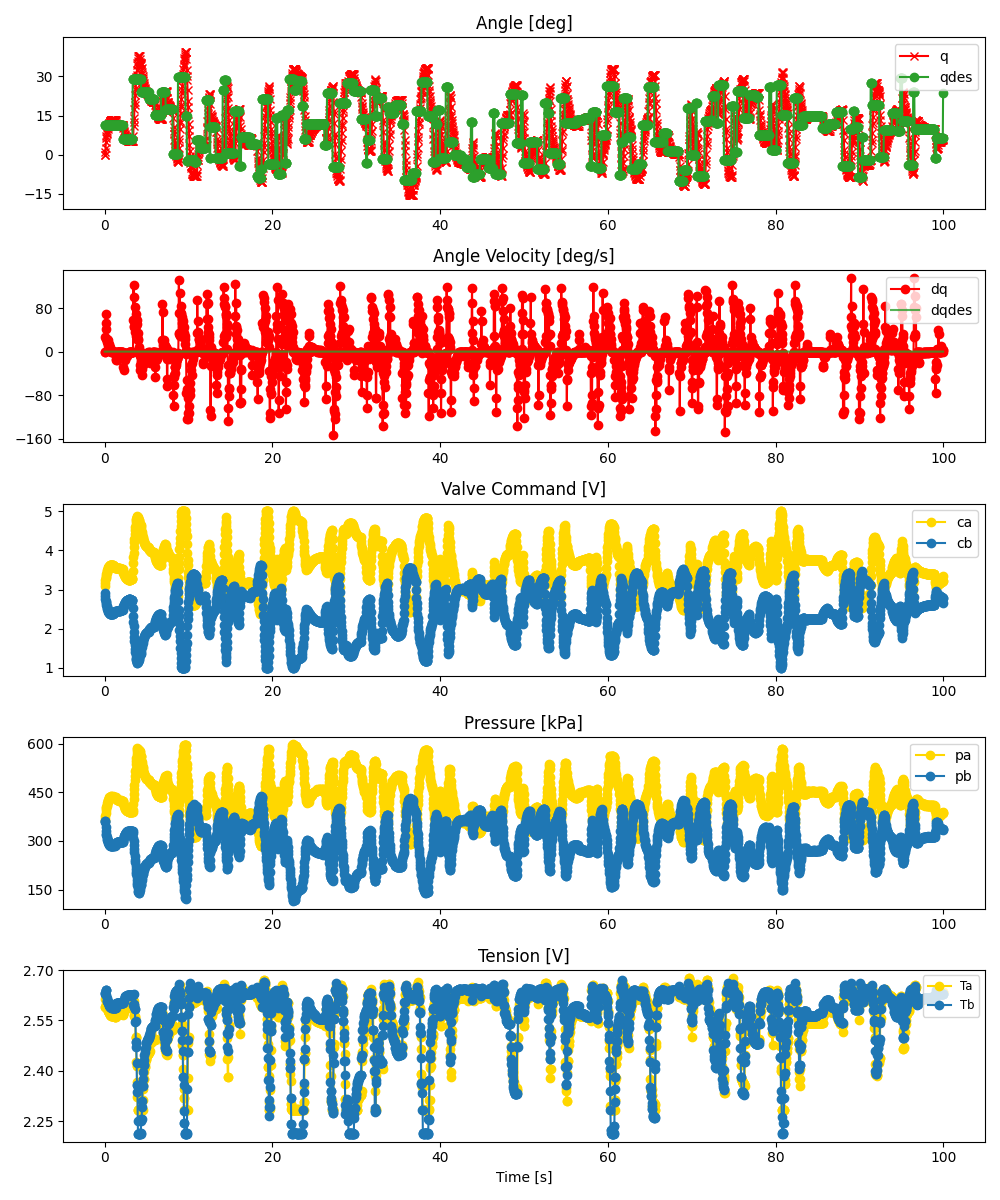 Angle [deg]
30
15
0
−15
q
qdes
0 20 40 60 80 100
Angle Velocity [deg/s]
80
0
−80
−160
dq
dqdes
0 20 40 60 80 100
Valve Command [V]
5
4
3
2
1
ca
cb
0 20 40 60 80 100
Pressure [kPa]
600
450
300
150
pa
pb
0 20 40 60 80 100
Tension [V]
2.70
2.55
2.40
2.25
Ta
Tb
0 20 40 60 80 100
Time [s]